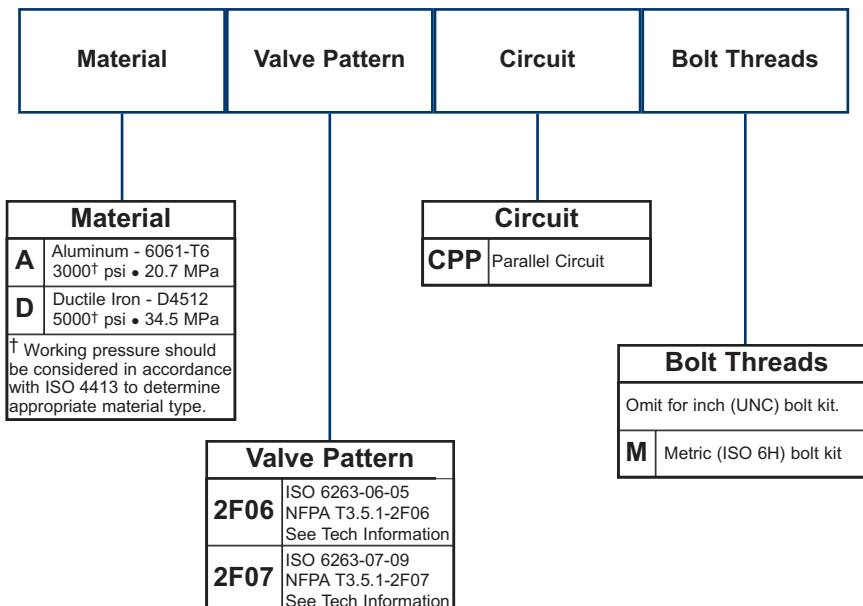 Material Valve Pattern Circuit Bolt Threads
Material
A Aluminum - 6061-T6
3000† psi • 20.7 MPa
D Ductile Iron - D4512
5000† psi • 34.5 MPa
† Working pressure should
be considered in accordance
with ISO 4413 to determine
appropriate material type.
Circuit
CPP Parallel Circuit
Bolt Threads
Omit for inch (UNC) bolt kit.
M Metric (ISO 6H) bolt kit
Valve Pattern
2F06
ISO 6263-06-05
NFPA T3.5.1-2F06
See Tech Information
2F07
ISO 6263-07-09
NFPA T3.5.1-2F07
See Tech Information